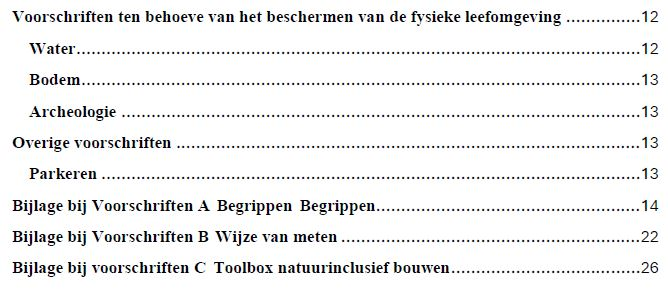 Voorschriften ten behoeve van het beschermen van de fysieke leefomgeving ...............12
Water...................................................................................................................12
Bodem..................................................................................................................13
Archeologie ..........................................................................................................13
Overige voorschriften ...............................................................................................13
Parkeren ..............................................................................................................13
Bijlage bij Voorschriften A Begrippen Begrippen......................................................14
Bijlage bij Voorschriften B Wijze van meten .............................................................22
Bijlage bij voorschriften C Toolbox natuurinclusief bouwen.......................................26